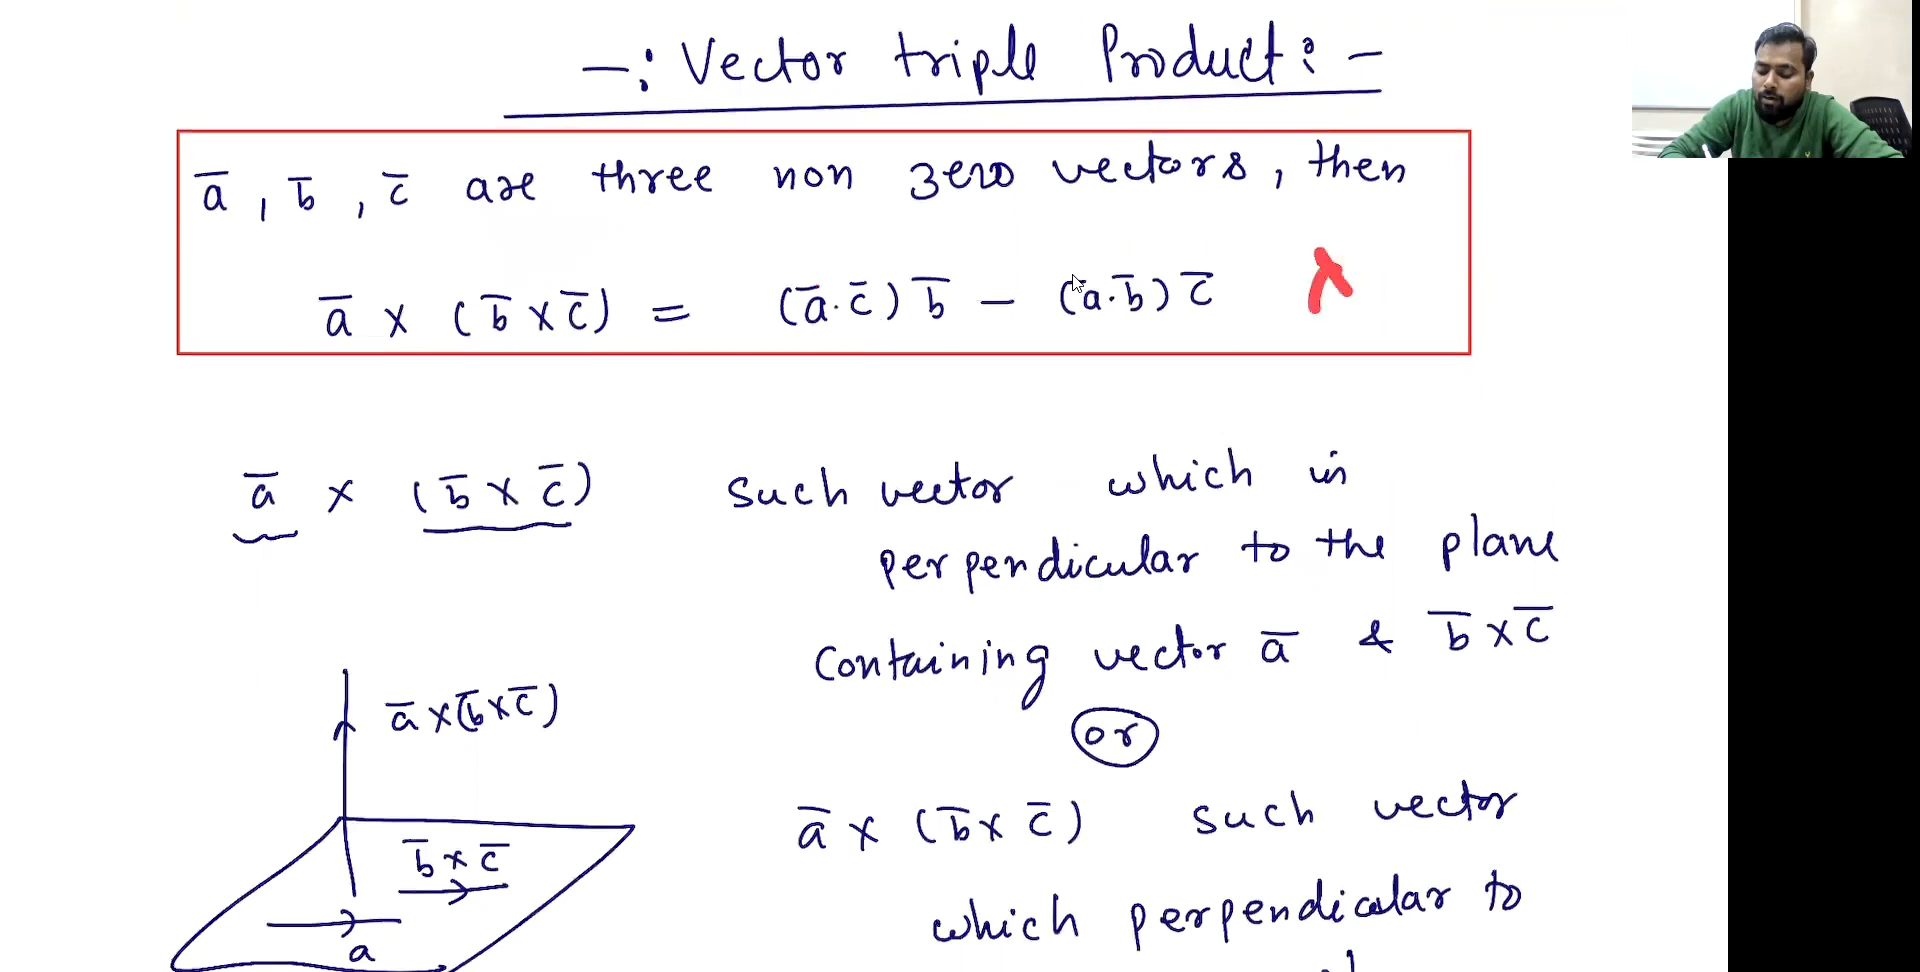 —: Vector triple Product: —
a̅ , b̅ , c̅ are three non zero vectors, then
a̅ × (b̅ × c̅) = (a̅·c̅) b̅ — (a̅·b̅) c̅
a̅ × (b̅ × c̅) such vector which is
perpendicular to the plane
containing vector a̅ & b̅ × c̅
or
a̅ × (b̅ × c̅)
a̅ × (b̅ × c̅) such vector
b̅ × c̅
which perpendicular to
a